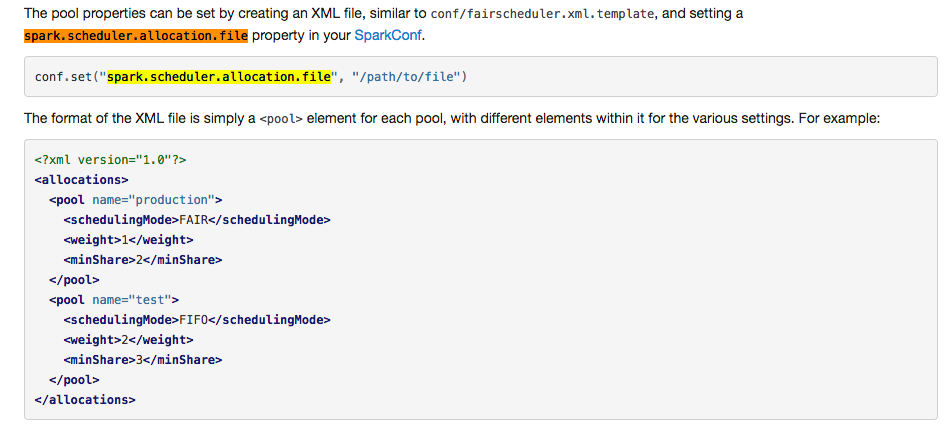 The pool properties can be set by creating an XML file, similar to conf/fairscheduler.xml.template, and setting a
spark.scheduler.allocation.file property in your SparkConf.
conf.set("spark.scheduler.allocation.file", "/path/to/file")
The format of the XML file is simply a <pool> element for each pool, with different elements within it for the various settings. For example:
<?xml version="1.0"?>
<allocations>
  <pool name="production">
    <schedulingMode>FAIR</schedulingMode>
    <weight>1</weight>
    <minShare>2</minShare>
  </pool>
  <pool name="test">
    <schedulingMode>FIFO</schedulingMode>
    <weight>2</weight>
    <minShare>3</minShare>
  </pool>
</allocations>